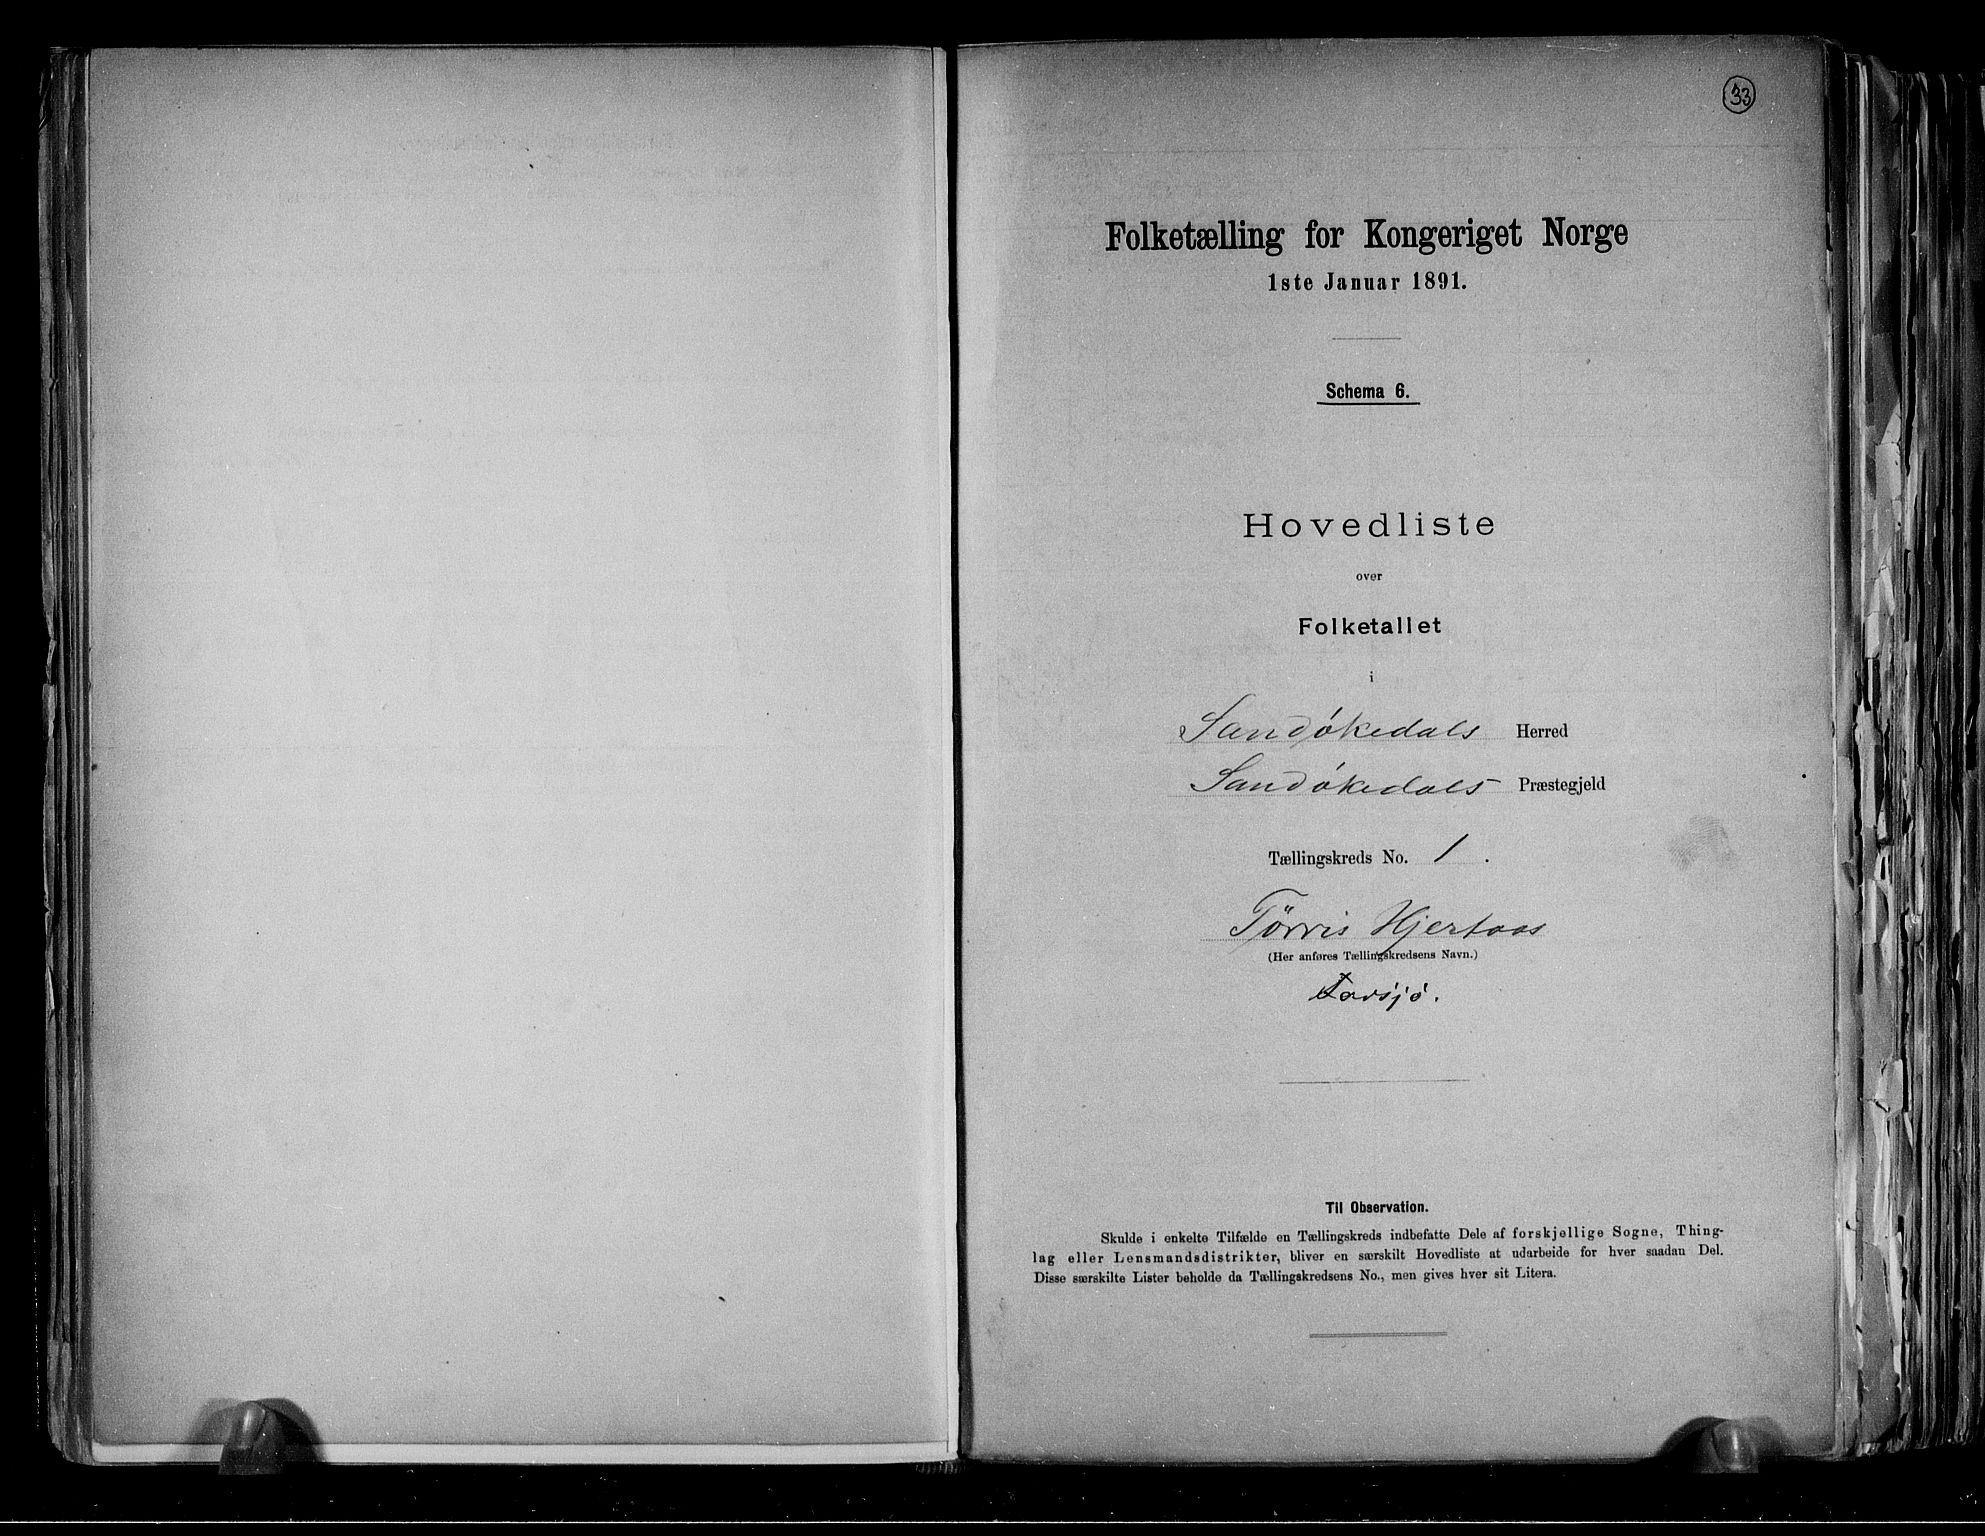 33
Folketælling for Kongeriget Norge
1ste Januar 1891.
Schema 6.
Hovedliste
over
Folketallet
i
Sandøkedals Herred
Sandøkedals Præstegjeld
Tællingskreds No. 1.
Tørris Hjertaas
(Her anføres Tællingskredsens Navn.)
Til Observation.
Skulde i enkelte Tilfælde en Tællingskreds indbefatte Dele af forskjellige Sogne, Thing-
lag eller Lensmandsdistrikter, bliver en særskilt Hovedliste at udarbeide for hver saadan Del.
Disse særskilte Lister beholde da Tællingskredsens No., men gives hver sit Litera.